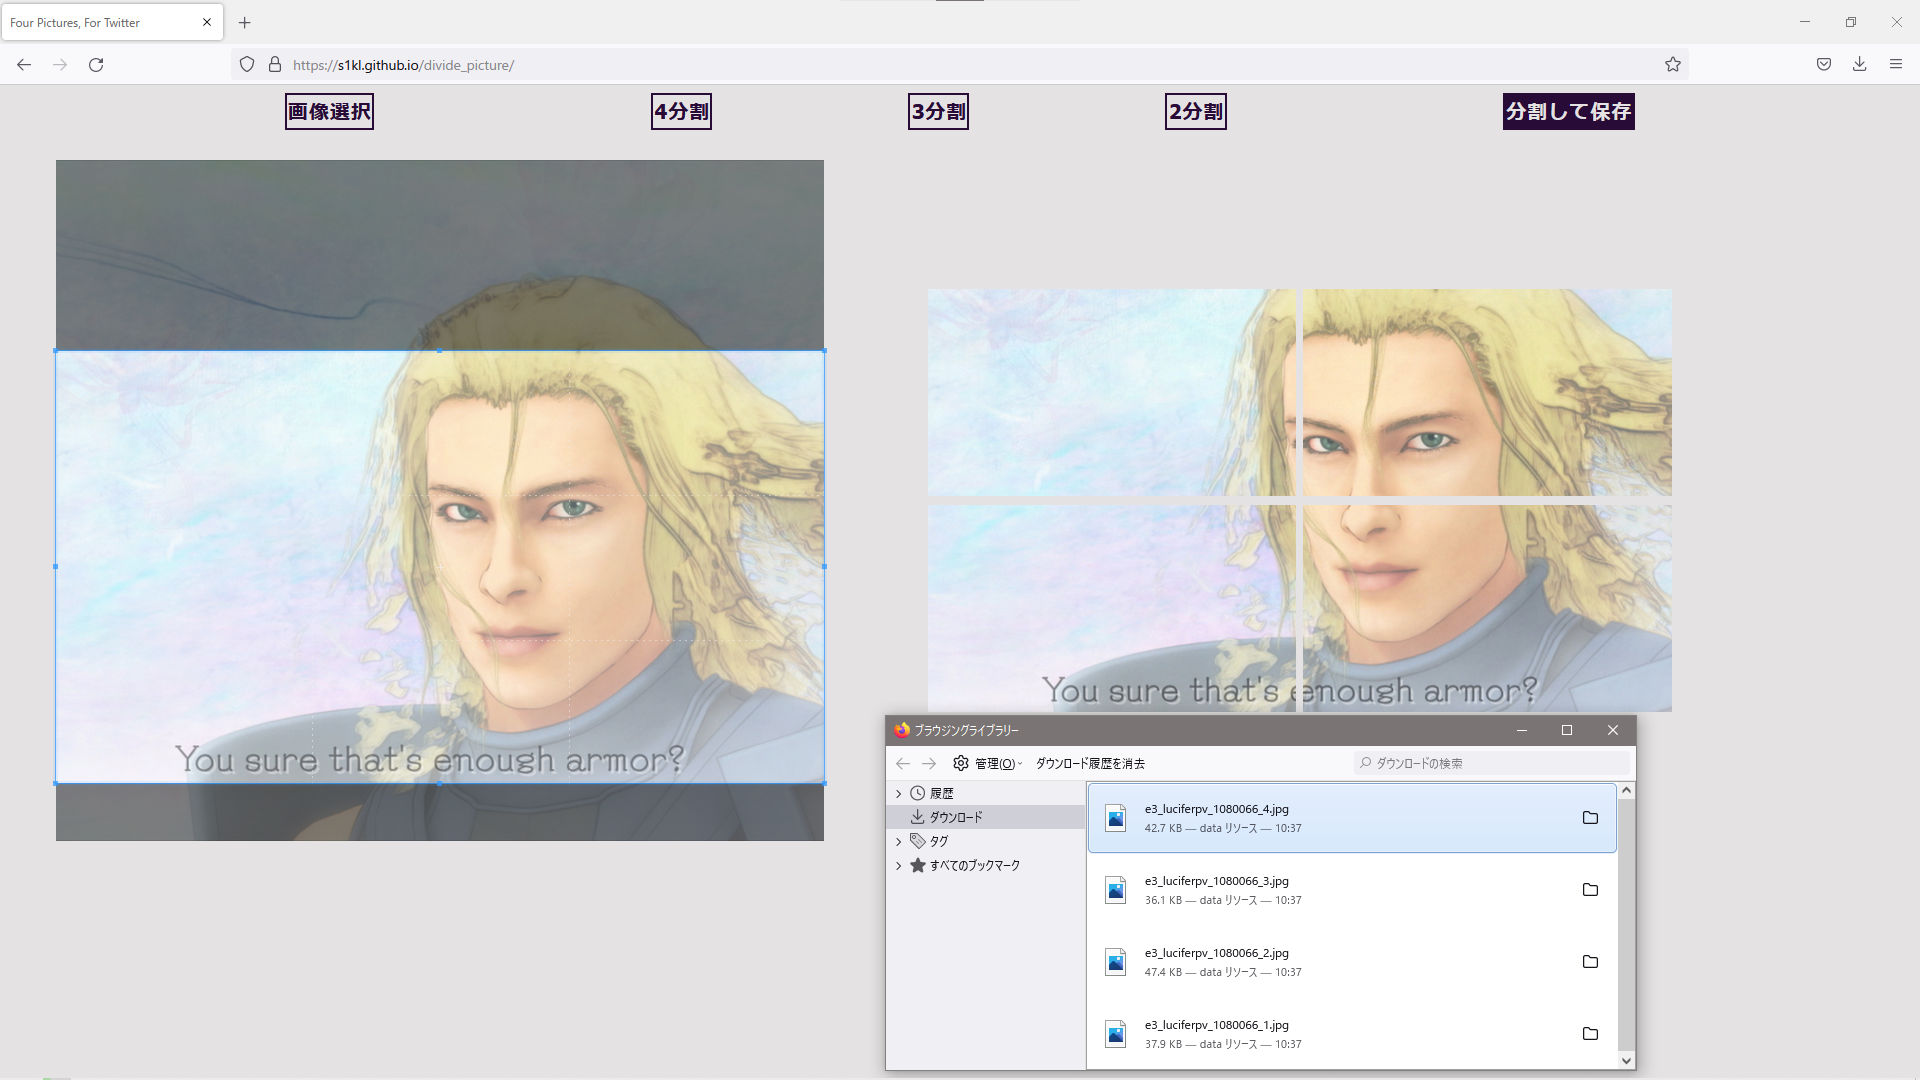 Four Pictures, For Twitter
https://s1kl.github.io/divide_picture/
画像選択
4分割
3分割
2分割
分割して保存
You sure that's enough armor?
You sure that's enough armor?
ブラウジングライブラリー
管理(O)
ダウンロード履歴を消去
ダウンロードの検索
履歴
ダウンロード
タグ
すべてのブックマーク
e3_luciferpv_1080066_4.jpg
42.7 KB — data リソース — 10:37
e3_luciferpv_1080066_3.jpg
36.1 KB — data リソース — 10:37
e3_luciferpv_1080066_2.jpg
47.4 KB — data リソース — 10:37
e3_luciferpv_1080066_1.jpg
37.9 KB — data リソース — 10:37